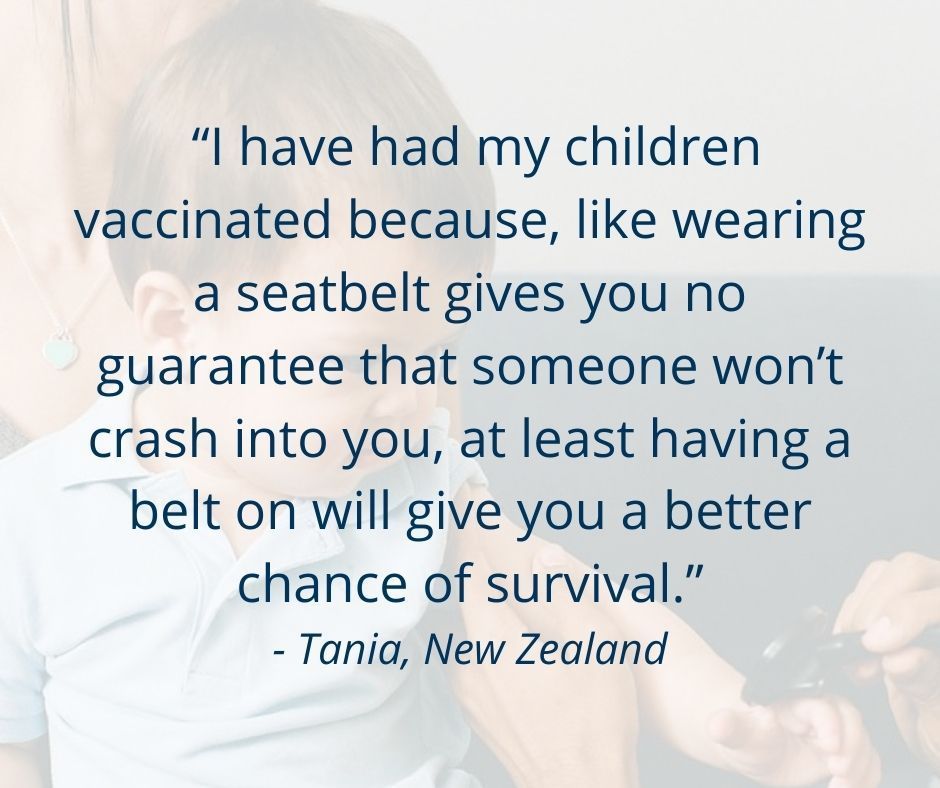 “I have had my children
vaccinated because, like wearing
a seatbelt gives you no
guarantee that someone won’t
crash into you, at least having a
belt on will give you a better
chance of survival.”
- Tania, New Zealand